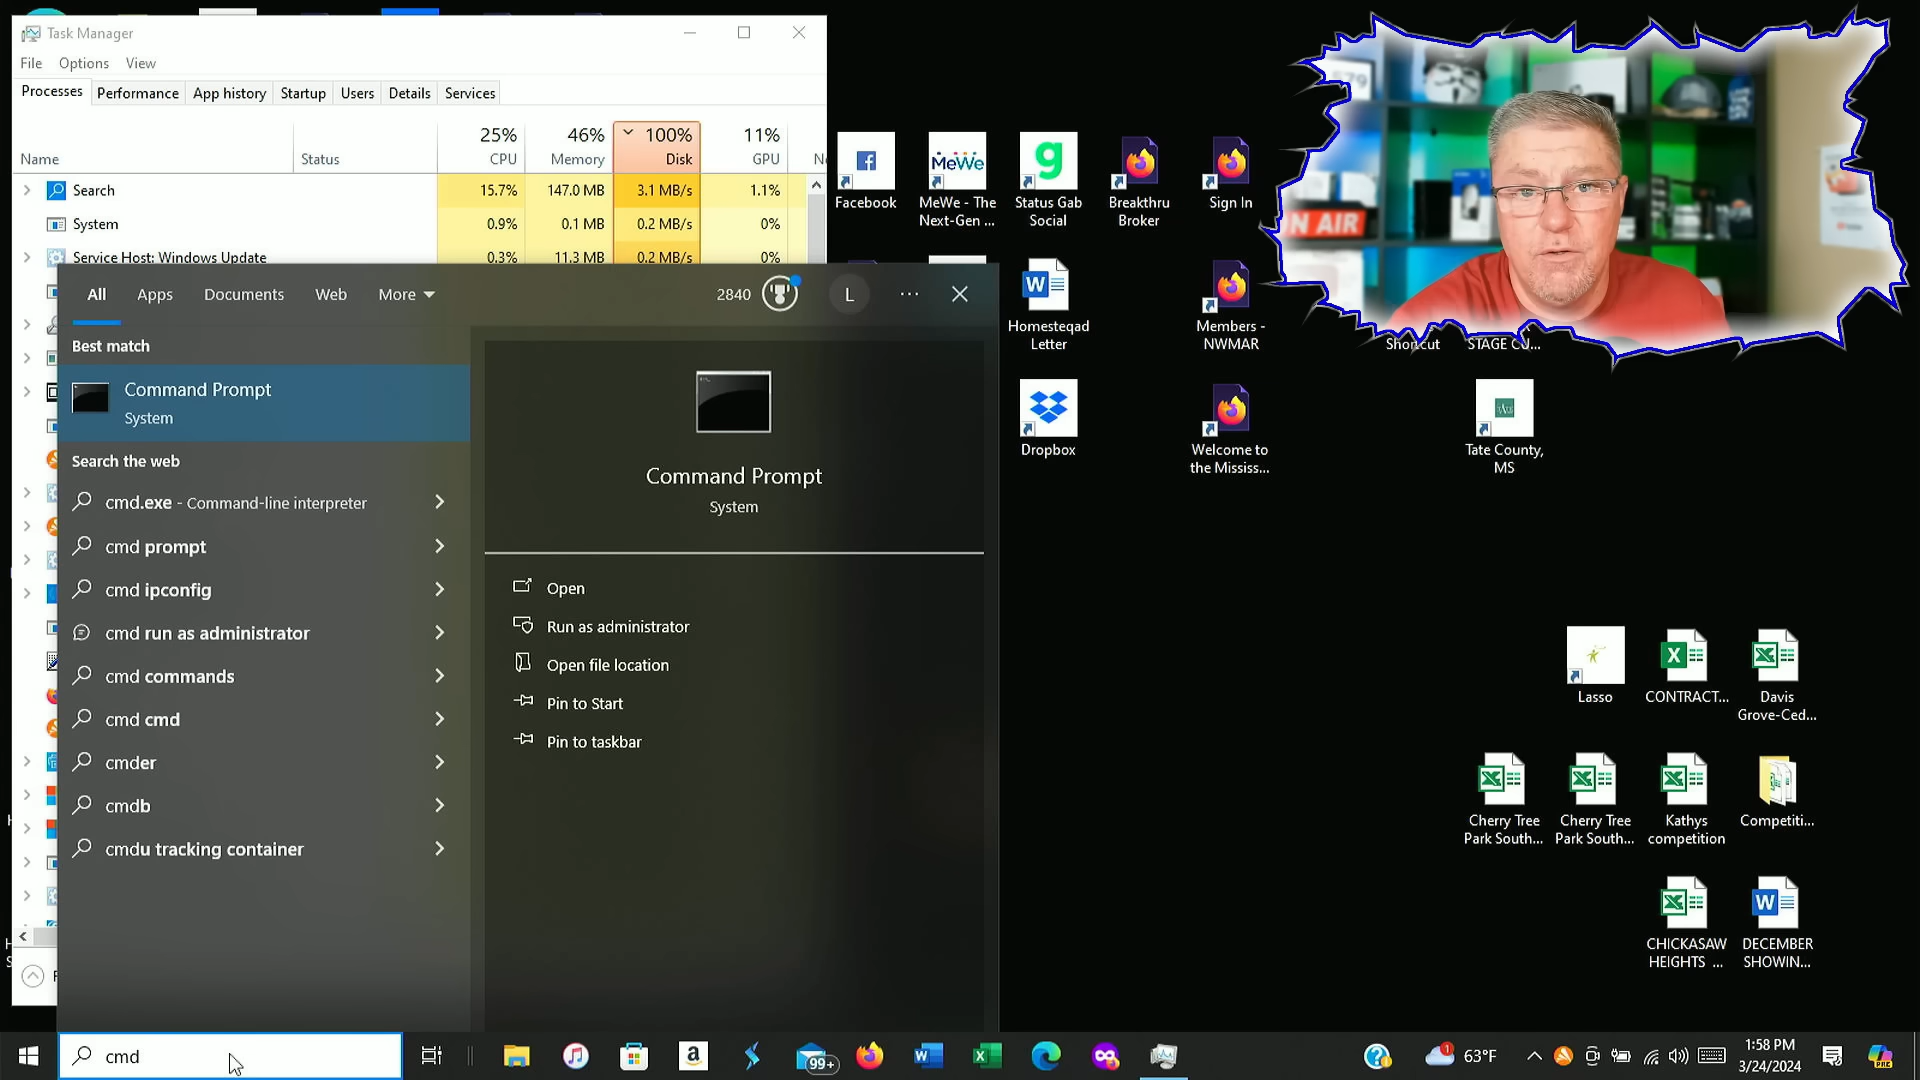 Task Manager
File Options View
Processes Performance App history Startup Users Details Services
25% 46% 100% 11%
Name Status CPU Memory Disk GPU
Search 15.7% 147.0 MB 3.1 MB/s 1.1%
System 0.9% 0.1 MB 0.2 MB/s 0%
Service Host: Windows Update 0.3% 11.3 MB 0.2 MB/s 0%
All Apps Documents Web More 2840 L ...
Best match
Command Prompt
System
Search the web
cmd.exe - Command-line interpreter
cmd prompt
cmd ipconfig
cmd run as administrator
cmd commands
cmd cmd
cmder
cmdb
cmdu tracking container
Command Prompt
System
Open
Run as administrator
Open file location
Pin to Start
Pin to taskbar
Facebook
MeWe
MeWe - The
Next-Gen ...
g
Status Gab
Social
Breakthru
Broker
Sign In
ON AIR
W
Homesteqad
Letter
Members -
NWMAR
Shortcut
STAGE CO...
Dropbox
Welcome to
the Mississ...
Tate County,
MS
Lasso
CONTRACT...
Davis
Grove-Ced...
Cherry Tree
Park South...
Cherry Tree
Park South...
Kathys
competition
Competiti...
CHICKASAW
HEIGHTS ...
DECEMBER
SHOWIN...
cmd
99+
1
63°F
1:58 PM
3/24/2024
PRE